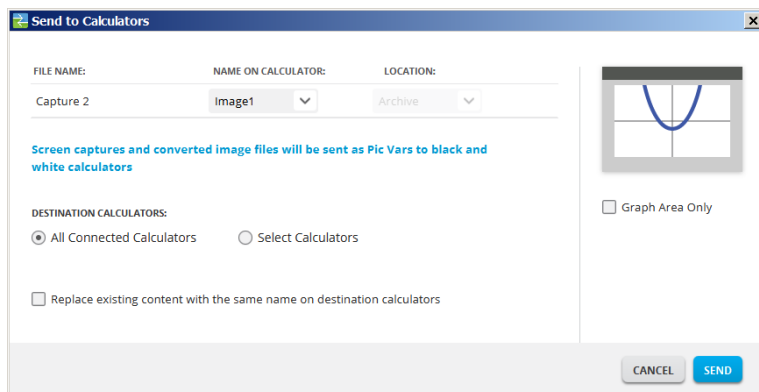 Send to Calculators
FILE NAME: NAME ON CALCULATOR: LOCATION:
Capture 2 Image1 Archive
Screen captures and converted image files will be sent as Pic Vars to black and
white calculators
DESTINATION CALCULATORS:
All Connected Calculators Select Calculators
Graph Area Only
Replace existing content with the same name on destination calculators
CANCEL SEND